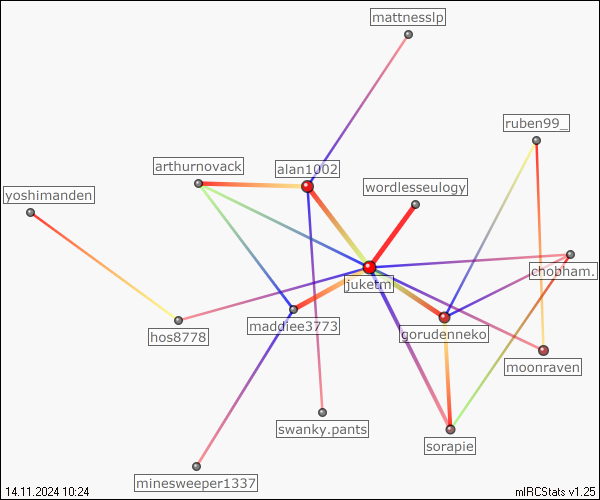 mattnesslp
ruben99_
arthurnovack
alan1002
wordlesseulogy
yoshimanden
chobham.
juketm
maddiee3773
gorudenneko
hos8778
moonraven
swanky.pants
sorapie
minesweeper1337
14.11.2024 10:24
mIRCStats v1.25